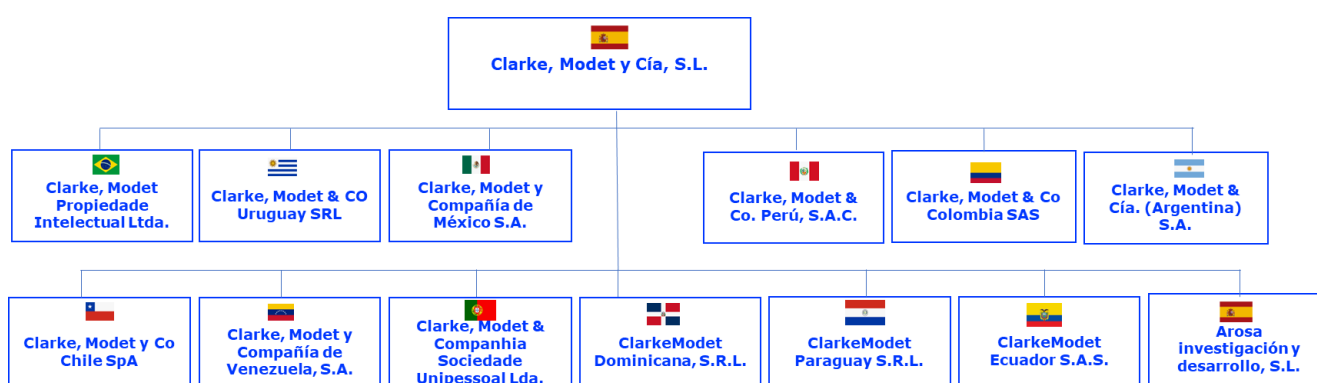 Clarke, Modet y Cía, S.L.
Clarke, Modet
Propiedade
Intelectual Ltda.
Clarke, Modet & CO
Uruguay SRL
Clarke, Modet y
Compañía de
México S.A.
Clarke, Modet &
Co. Perú, S.A.C.
Clarke, Modet & Co
Colombia SAS
Clarke, Modet &
Cía. (Argentina)
S.A.
Clarke, Modet y Co
Chile SpA
Clarke, Modet y
Compañía de
Venezuela, S.A.
Clarke, Modet &
Companhia
Sociedade
Unipessoal Lda.
ClarkeModet
Dominicana, S.R.L.
ClarkeModet
Paraguay S.R.L.
ClarkeModet
Ecuador S.A.S.
Arosa
investigación y
desarrollo, S.L.